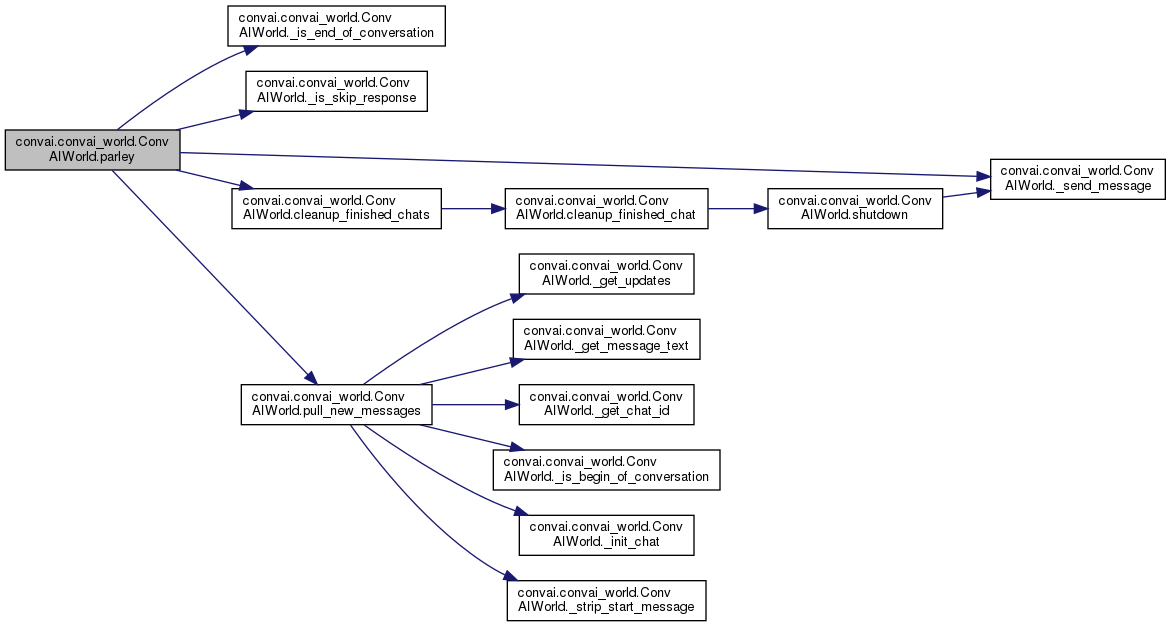 convai.convai_world.Conv
AIWorld._is_end_of_conversation
convai.convai_world.Conv
AIWorld._is_skip_response
convai.convai_world.Conv
AIWorld.parley
convai.convai_world.Conv
AIWorld._send_message
convai.convai_world.Conv
AIWorld.cleanup_finished_chats
convai.convai_world.Conv
AIWorld.cleanup_finished_chat
convai.convai_world.Conv
AIWorld.shutdown
convai.convai_world.Conv
AIWorld._get_updates
convai.convai_world.Conv
AIWorld._get_message_text
convai.convai_world.Conv
AIWorld.pull_new_messages
convai.convai_world.Conv
AIWorld._get_chat_id
convai.convai_world.Conv
AIWorld._is_begin_of_conversation
convai.convai_world.Conv
AIWorld._init_chat
convai.convai_world.Conv
AIWorld._strip_start_message